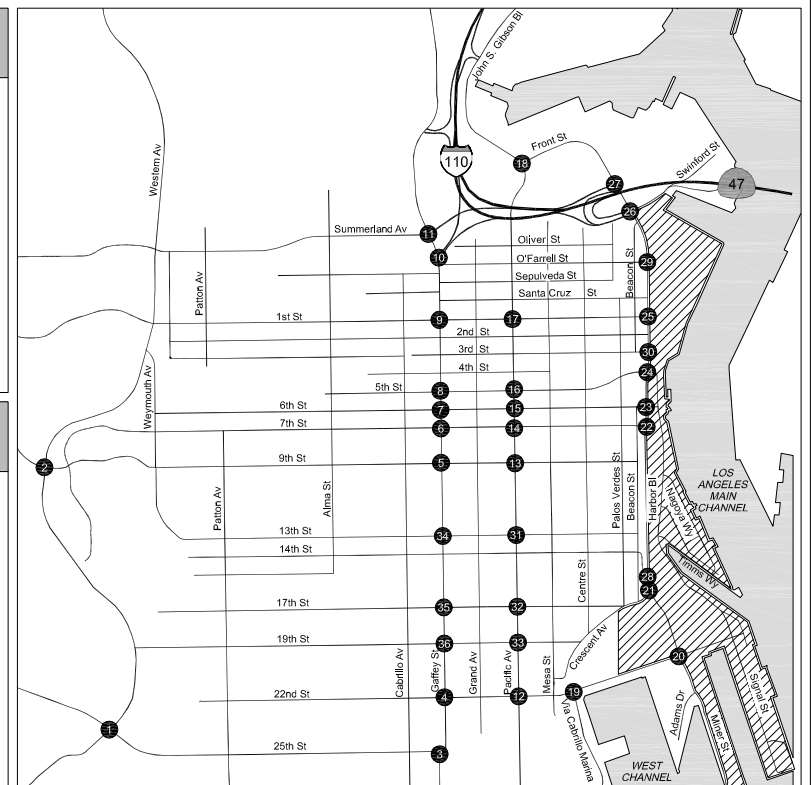 John S. Gibson Bl
Front St
18
110
Swinford St
27
47
Western Av
26
Summerland Av
11
Oliver St
10
O'Farrell St
29
Beacon St
Sepulveda St
Patton Av
Santa Cruz St
1st St
9
17
25
2nd St
3rd St
30
4th St
24
Weymouth Av
5th St
8
16
6th St
7
15
23
7th St
6
14
22
2
9th St
5
13
LOS
ANGELES
MAIN
CHANNEL
Patton Av
Alma St
Palos Verdes St
Beacon St
Harbor Bl
Nagoya Wy
13th St
34
31
14th St
Timms Wy
Centre St
28
21
17th St
35
32
19th St
36
33
Crescent Av
20
Cabrillo Av
Gaffey St
Grand Av
Pacific Av
Mesa St
22nd St
4
12
19
Via Cabrillo Marina
Adams Dr
Miner St
Signal St
1
25th St
3
WEST
CHANNEL